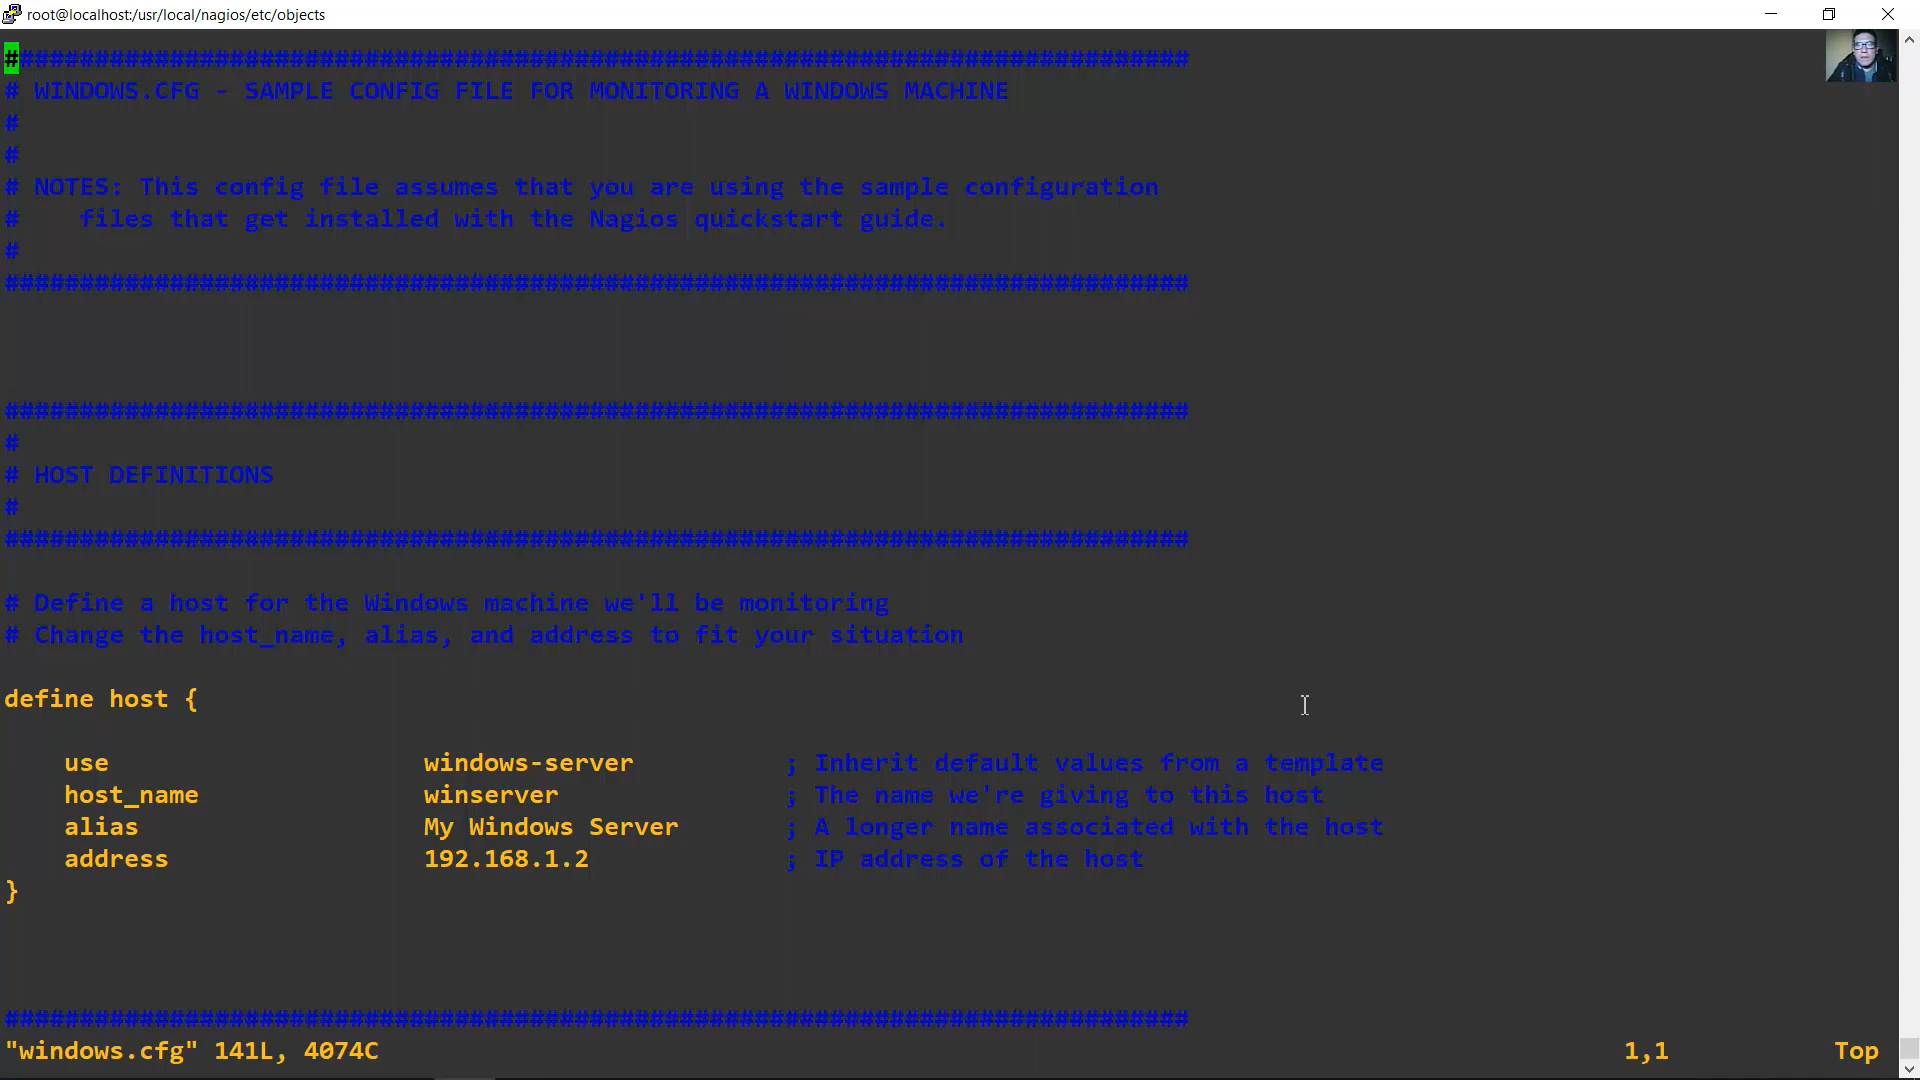 root@localhost:/usr/local/nagios/etc/objects
###############################################################################
# WINDOWS.CFG - SAMPLE CONFIG FILE FOR MONITORING A WINDOWS MACHINE
#
#
# NOTES: This config file assumes that you are using the sample configuration
#    files that get installed with the Nagios quickstart guide.
#
###############################################################################
###############################################################################
#
# HOST DEFINITIONS
#
###############################################################################
# Define a host for the Windows machine we'll be monitoring
# Change the host_name, alias, and address to fit your situation
define host {
    use                     windows-server          ; Inherit default values from a template
    host_name               winserver               ; The name we're giving to this host
    alias                   My Windows Server       ; A longer name associated with the host
    address                 192.168.1.2             ; IP address of the host
}
###############################################################################
"windows.cfg" 141L, 4074C 1,1 Top